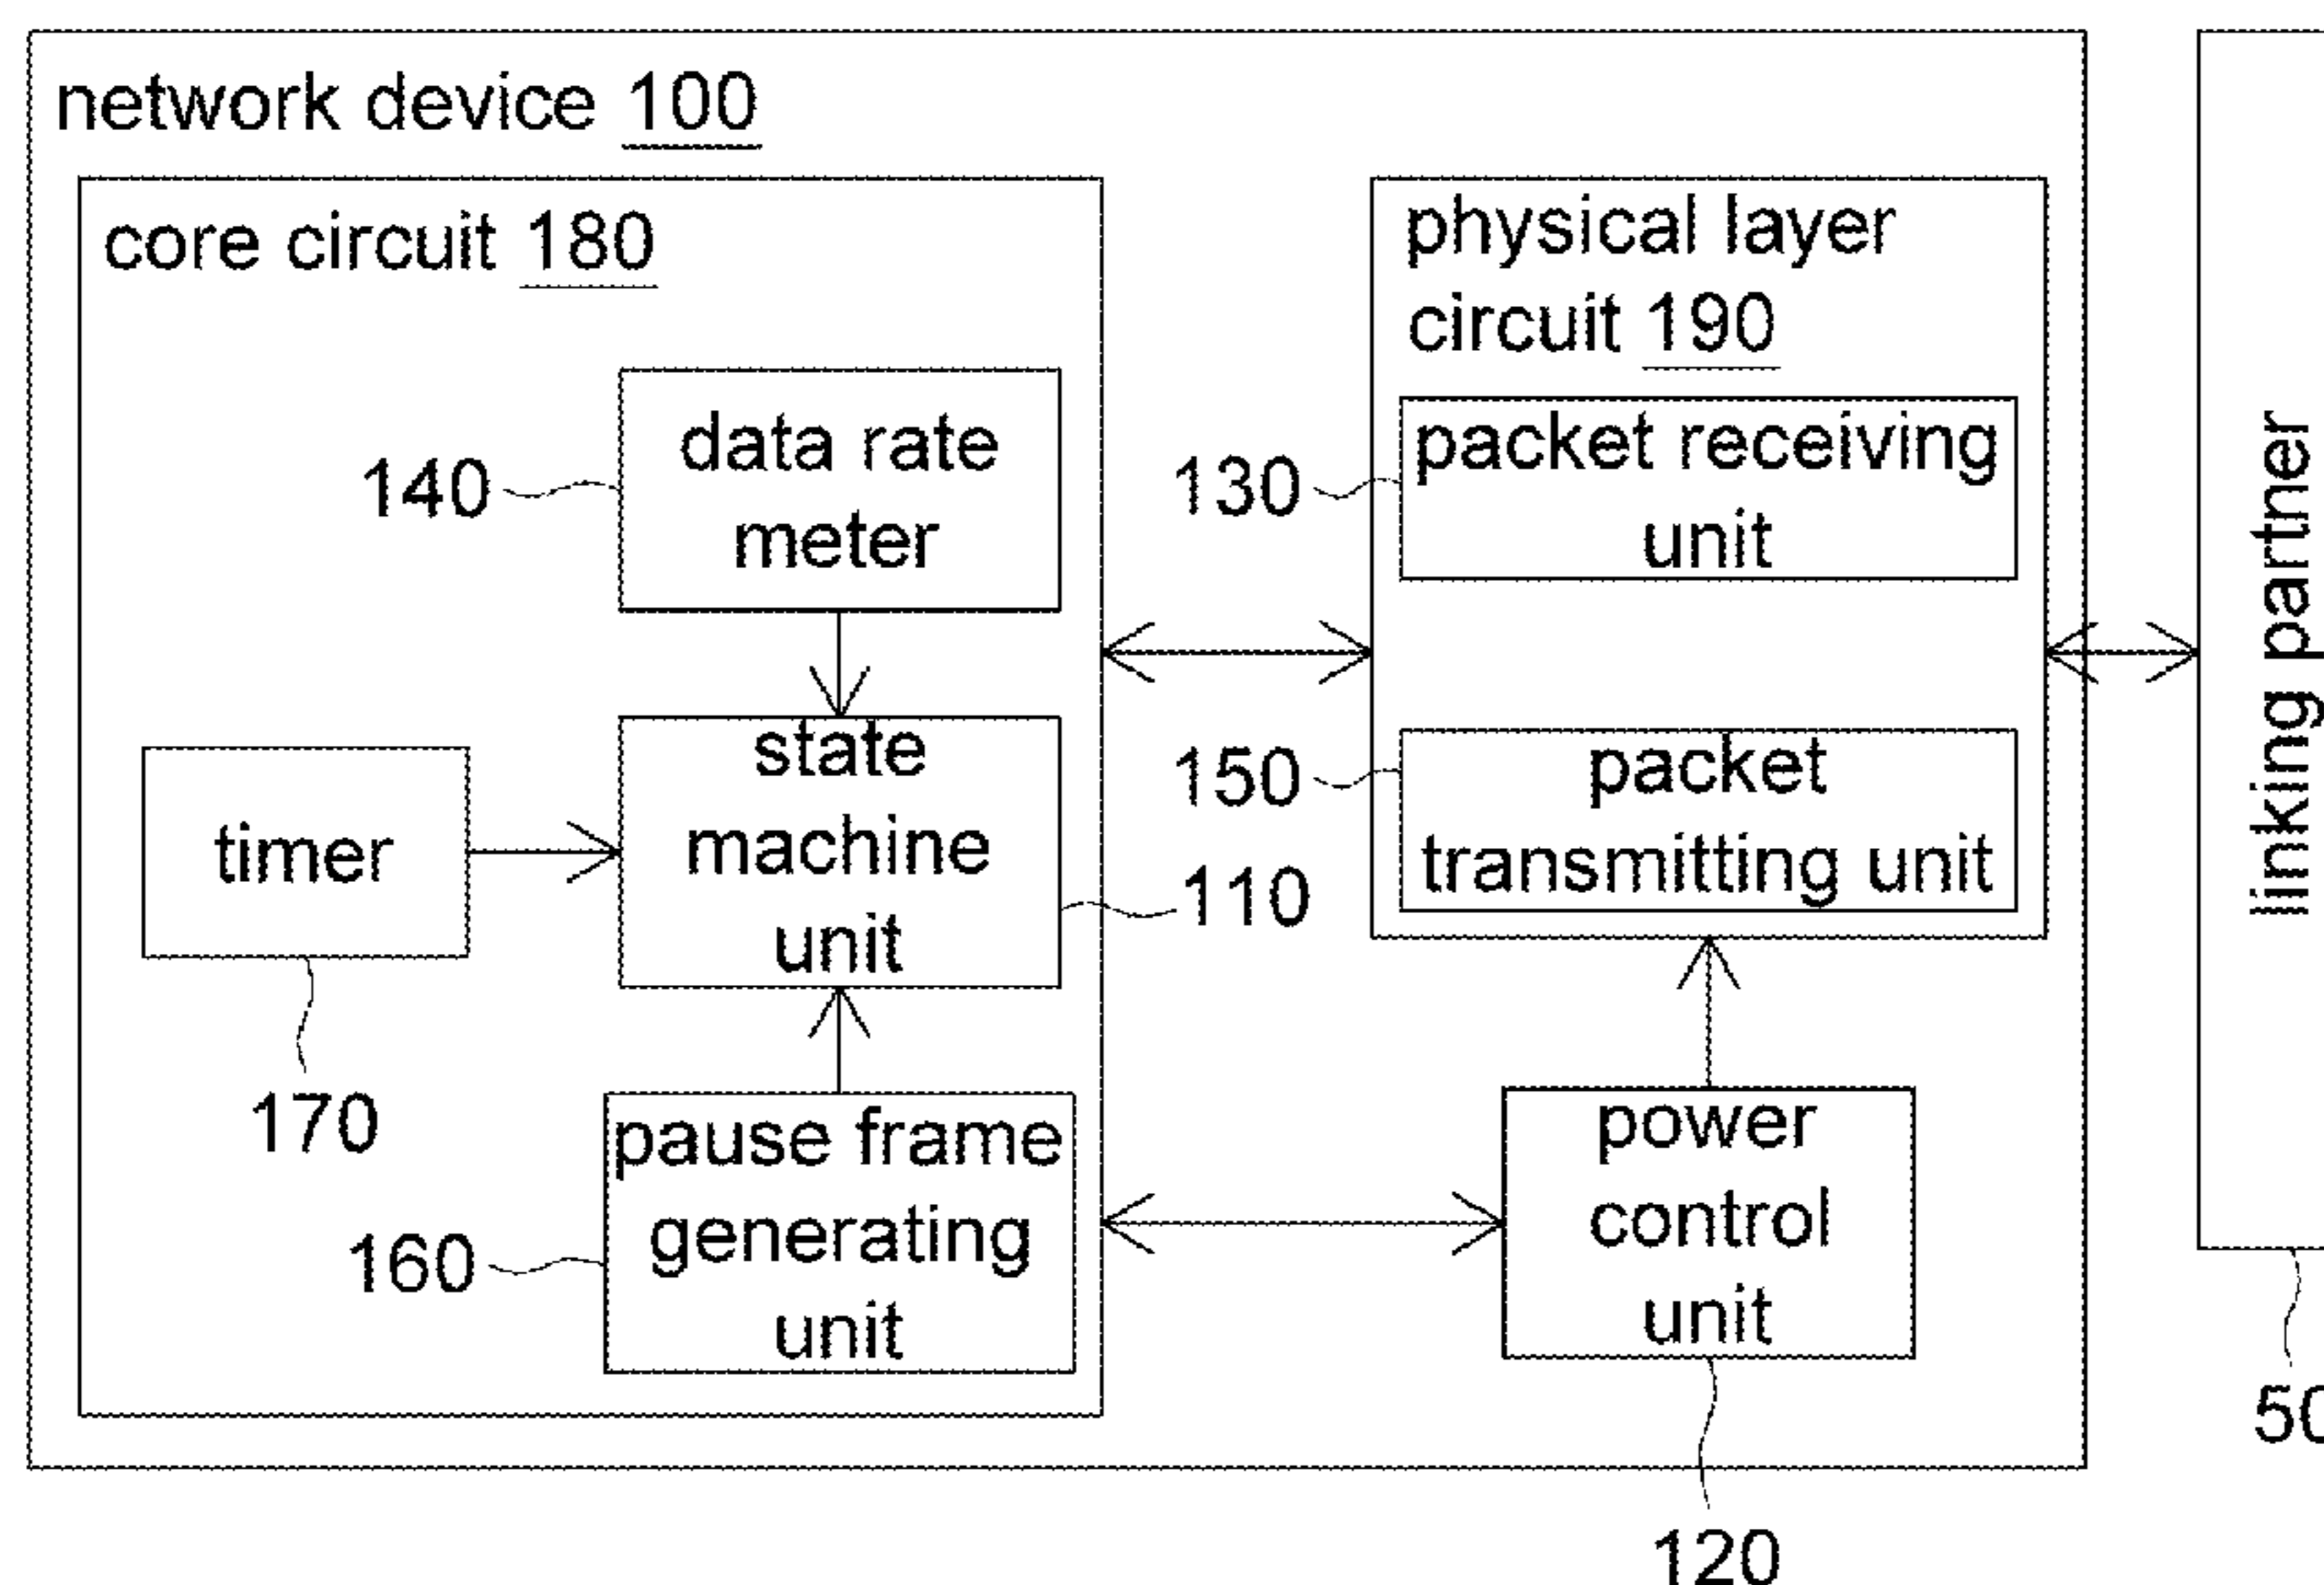 network device 100
core circuit 180
data rate
meter
140
state
machine
unit
110
timer
170
pause frame
generating
unit
160
physical layer
circuit 190
packet receiving
unit
130
packet
transmitting unit
150
power
control
unit
120
linking partner